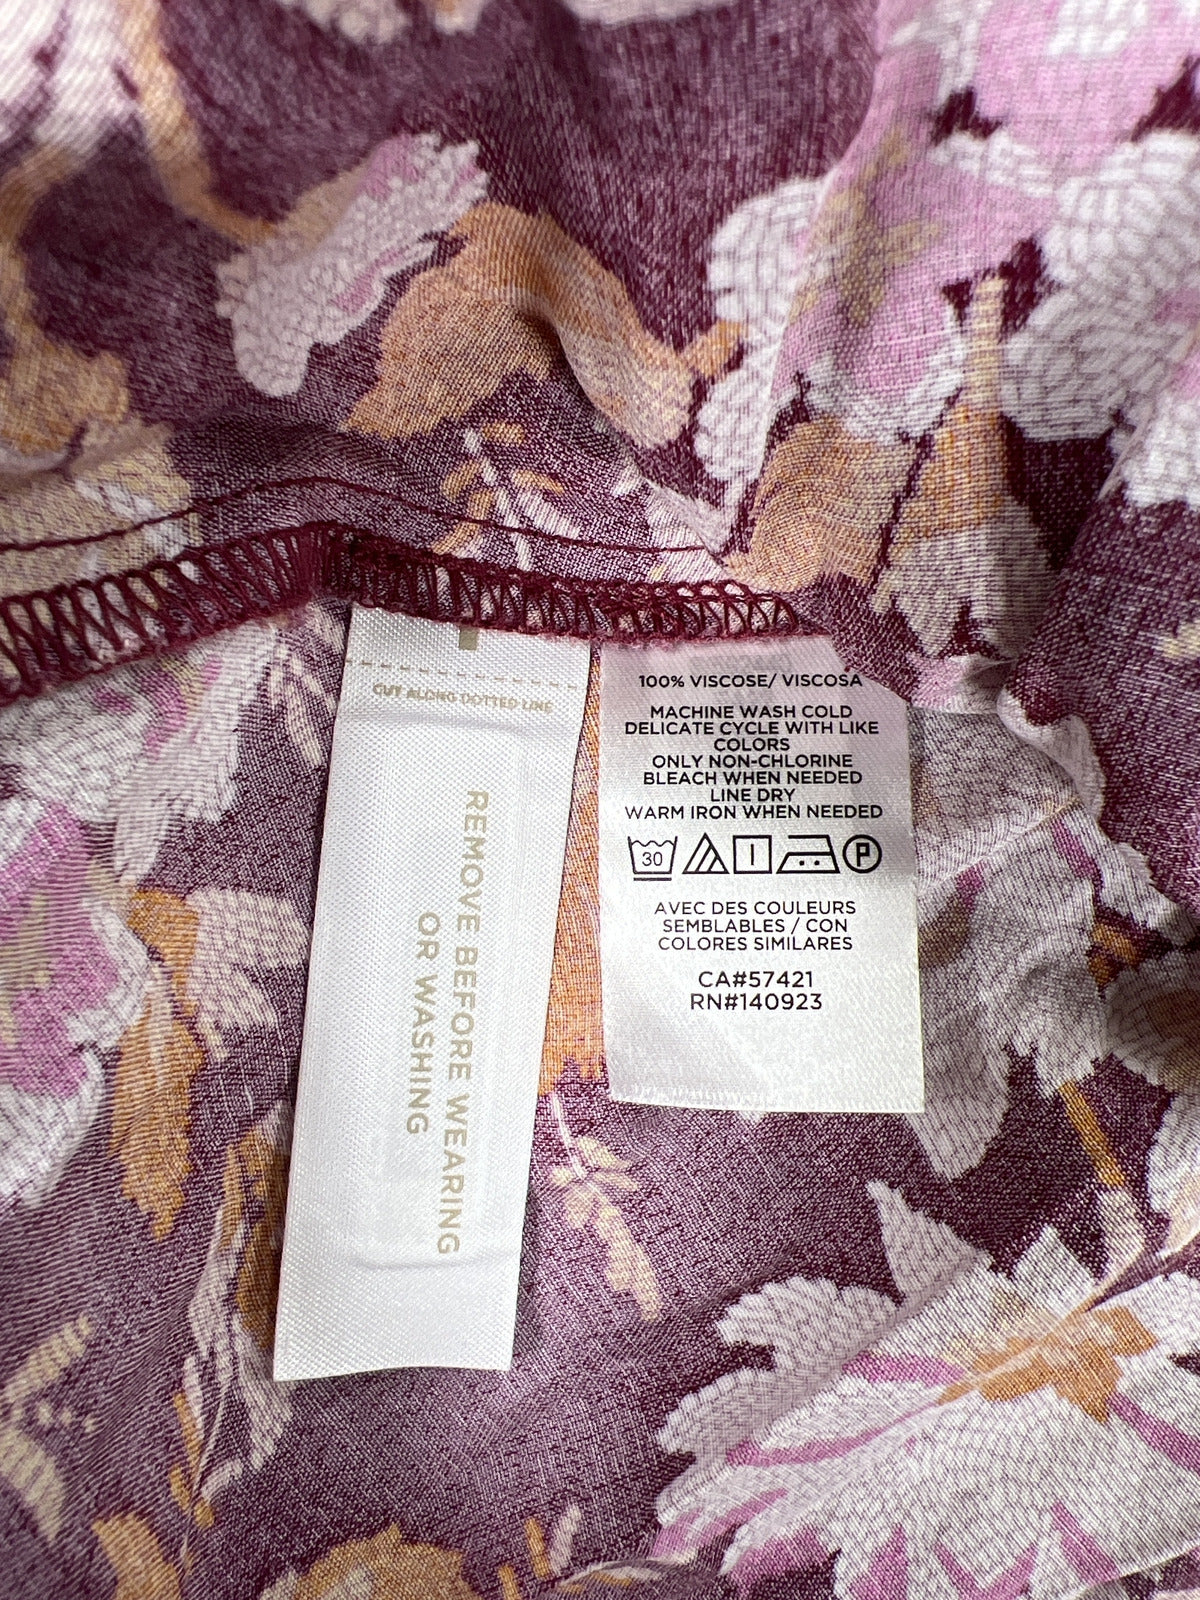 CUT ALONG DOTTED LINE
REMOVE BEFORE WEARING
OR WASHING
100% VISCOSE/ VISCOSA
MACHINE WASH COLD
DELICATE CYCLE WITH LIKE
COLORS
ONLY NON-CHLORINE
BLEACH WHEN NEEDED
LINE DRY
WARM IRON WHEN NEEDED
30 P
AVEC DES COULEURS
SEMBLABLES / CON
COLORES SIMILARES
CA#57421
RN#140923